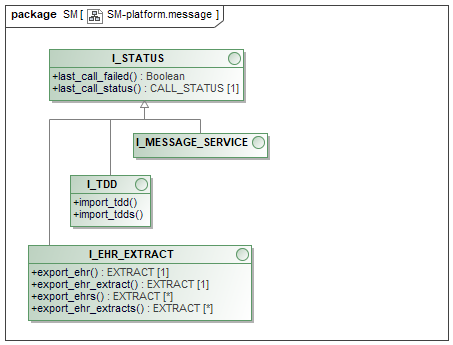 package SM [ SM-platform.message ]
I_STATUS
+last_call_failed() : Boolean
+last_call_status() : CALL_STATUS [1]
I_MESSAGE_SERVICE
I_TDD
+import_tdd()
+import_tdds()
I_EHR_EXTRACT
+export_ehr() : EXTRACT [1]
+export_ehr_extract() : EXTRACT [1]
+export_ehrs() : EXTRACT [*]
+export_ehr_extracts() : EXTRACT [*]